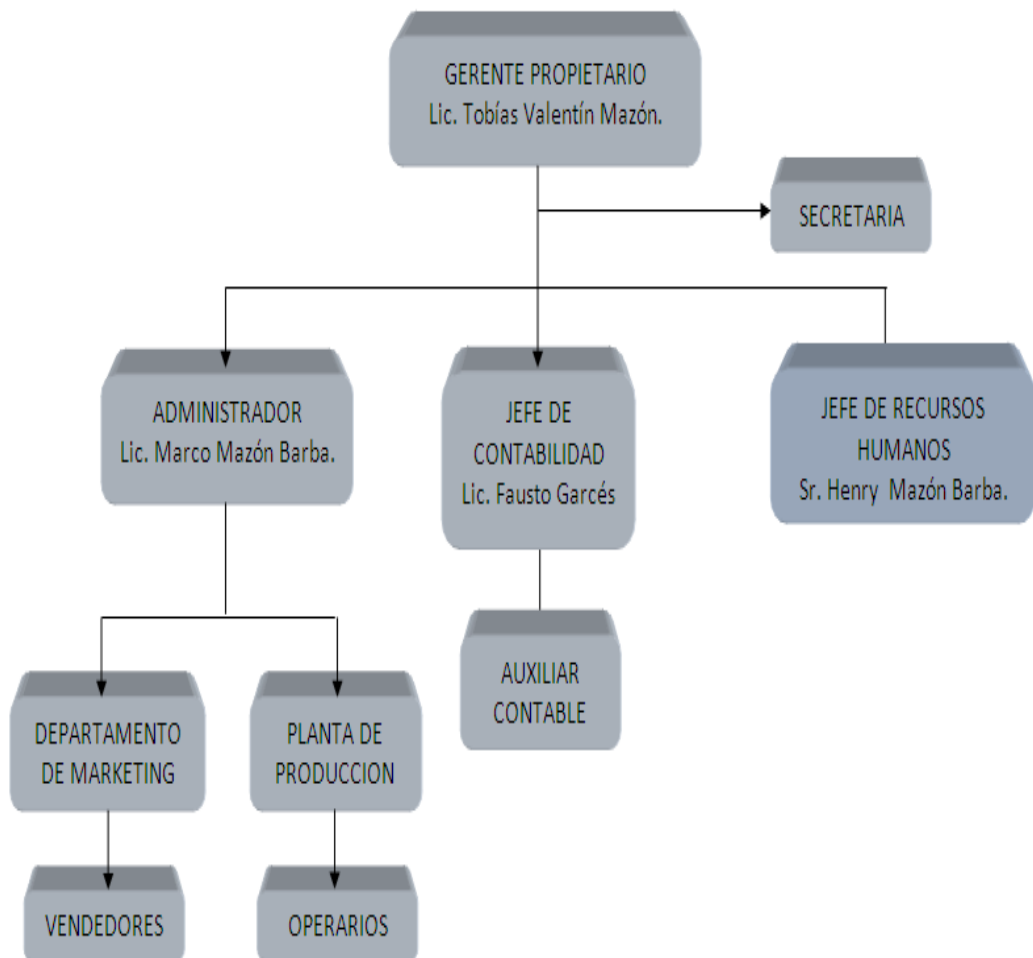 GERENTE PROPIETARIO
Lic. Tobías Valentín Mazón.
SECRETARIA
ADMINISTRADOR
Lic. Marco Mazón Barba.
JEFE DE
CONTABILIDAD
Lic. Fausto Garcés
JEFE DE RECURSOS
HUMANOS
Sr. Henry Mazón Barba.
DEPARTAMENTO
DE MARKETING
PLANTA DE
PRODUCCION
AUXILIAR
CONTABLE
VENDEDORES
OPERARIOS